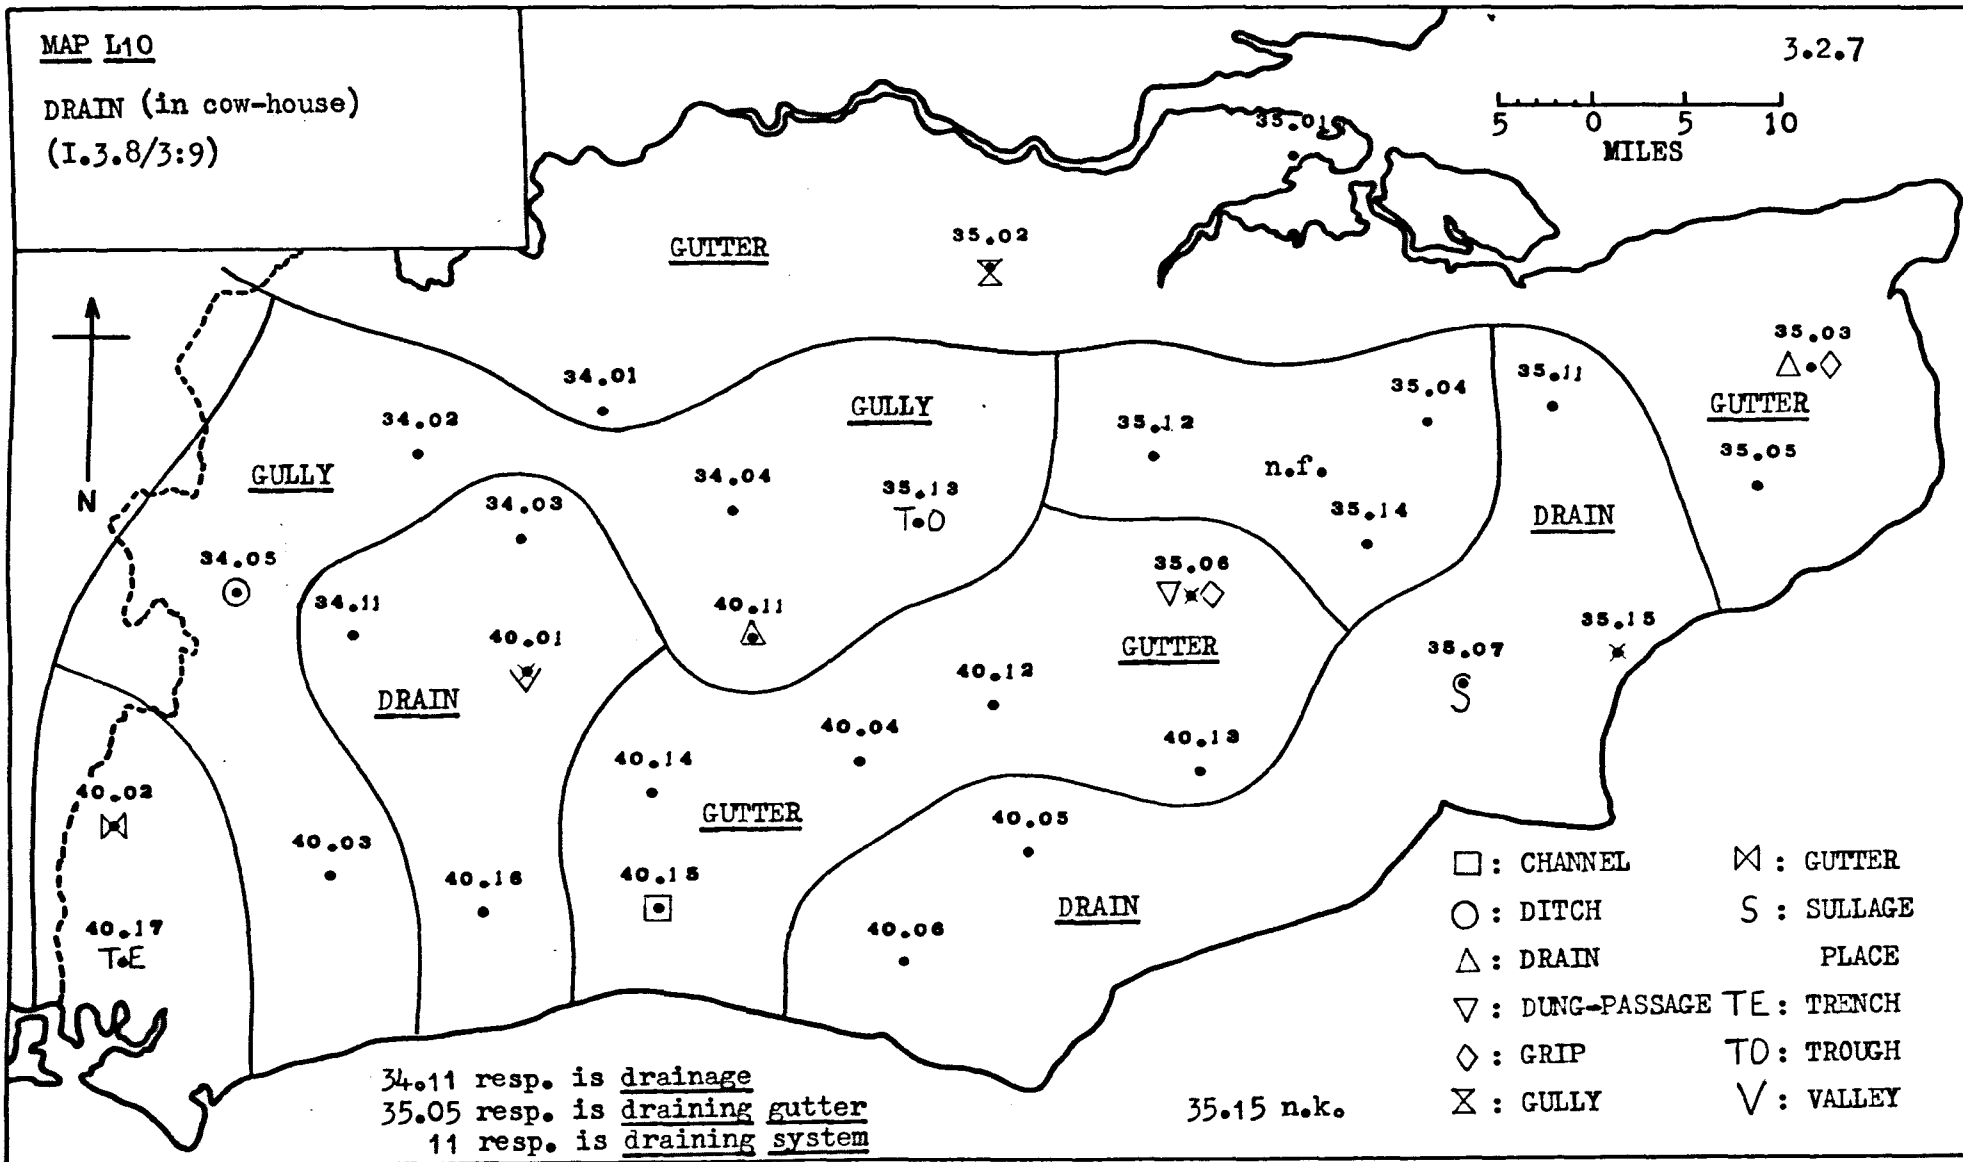 MAP L10
DRAIN (in cow-house)
(I.3.8/3:9)
3.2.7
5 0 5 10
MILES
35.01
GUTTER
35.02
35.03
GUTTER
35.05
34.01
34.02
GULLY
GULLY
35.04
35.11
35.12
n.f.
34.04
35.13
TO
35.14
DRAIN
N
34.03
34.05
34.11
40.01
40.11
35.06
GUTTER
35.15
35.07
S
DRAIN
40.12
40.04
40.13
40.14
GUTTER
40.02
40.03
40.05
40.16
40.15
DRAIN
40.06
40.17
TE
□: CHANNEL
○: DITCH
△: DRAIN
▽: DUNG-PASSAGE
◇: GRIP
⧖: GULLY
⋈: GUTTER
S: SULLAGE
PLACE
TE: TRENCH
TO: TROUGH
V: VALLEY
34.11 resp. is drainage
35.05 resp. is draining gutter
11 resp. is draining system
35.15 n.k.